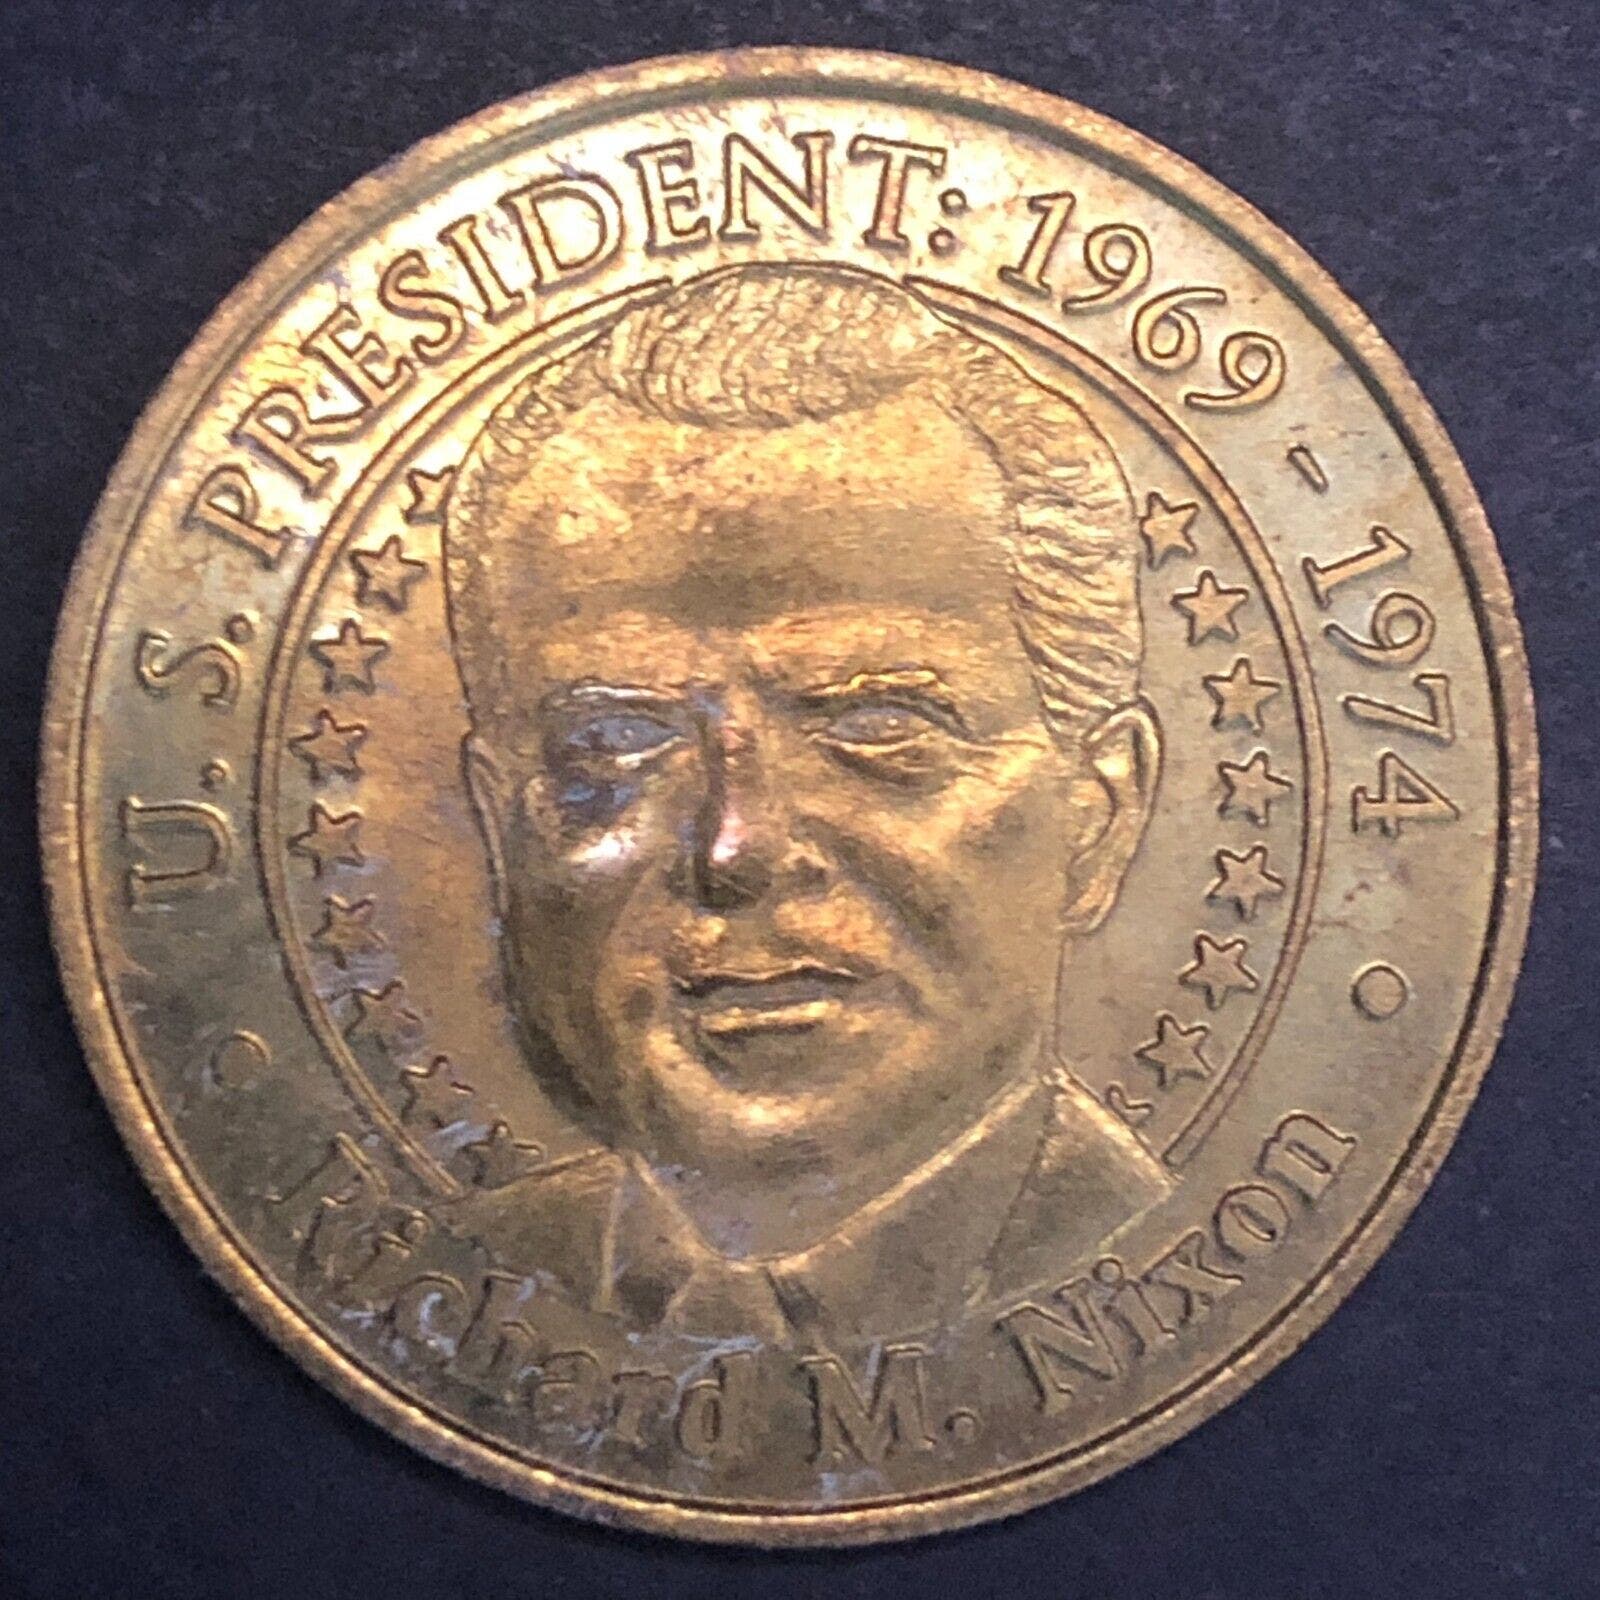 U.S. PRESIDENT: 1969 - 1974
Richard M. Nixon